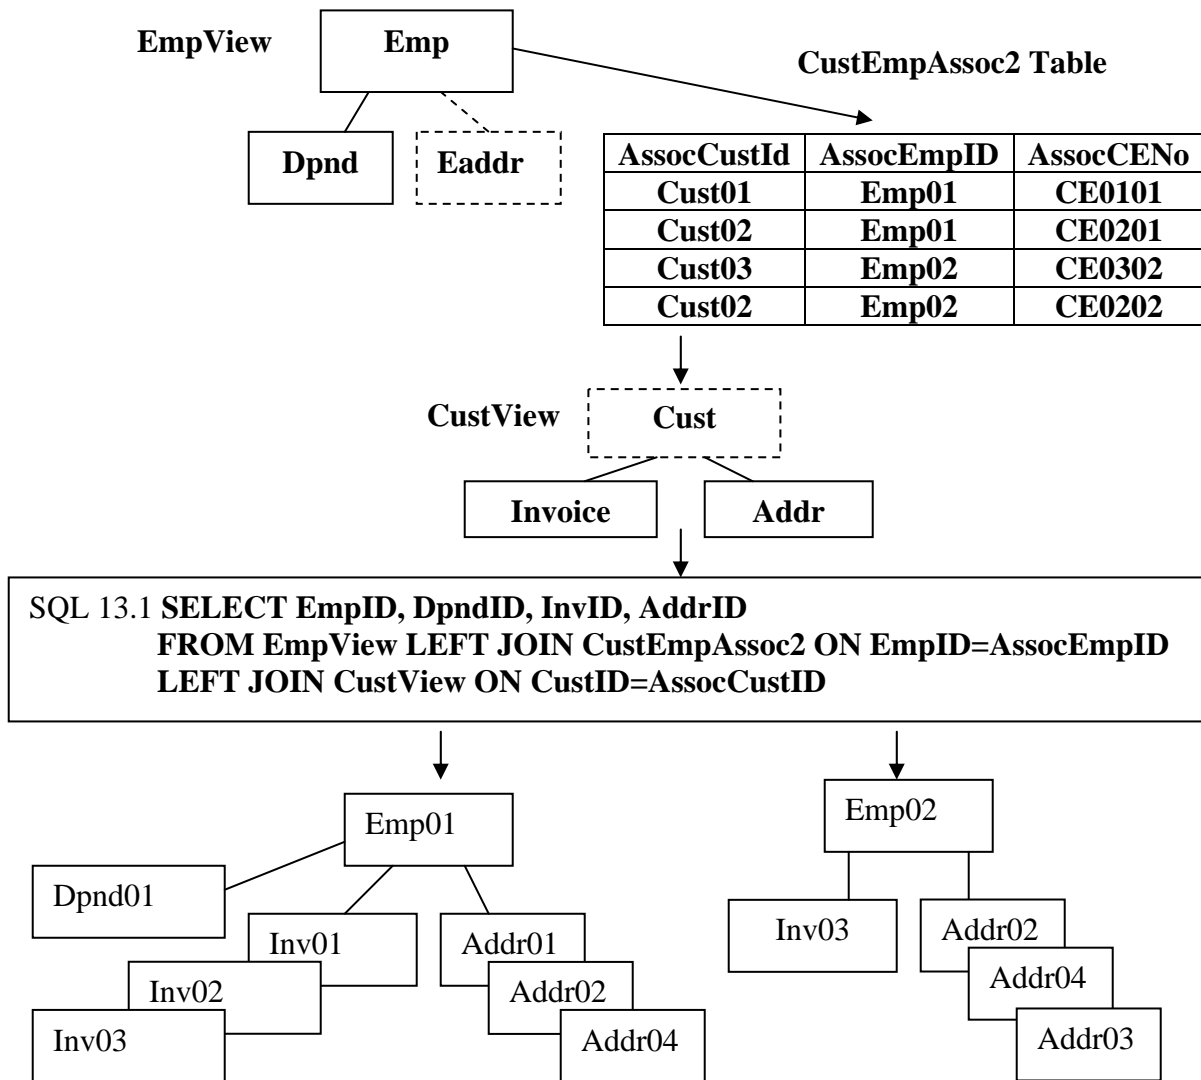 EmpView
Emp
CustEmpAssoc2 Table
Dpnd
Eaddr
AssocCustId AssocEmpID AssocCENo
Cust01 Emp01 CE0101
Cust02 Emp01 CE0201
Cust03 Emp02 CE0302
Cust02 Emp02 CE0202
CustView
Cust
Invoice
Addr
SQL 13.1 SELECT EmpID, DpndID, InvID, AddrID
FROM EmpView LEFT JOIN CustEmpAssoc2 ON EmpID=AssocEmpID
LEFT JOIN CustView ON CustID=AssocCustID
Emp01
Dpnd01
Inv01
Inv02
Inv03
Addr01
Addr02
Addr04
Emp02
Inv03
Addr02
Addr04
Addr03